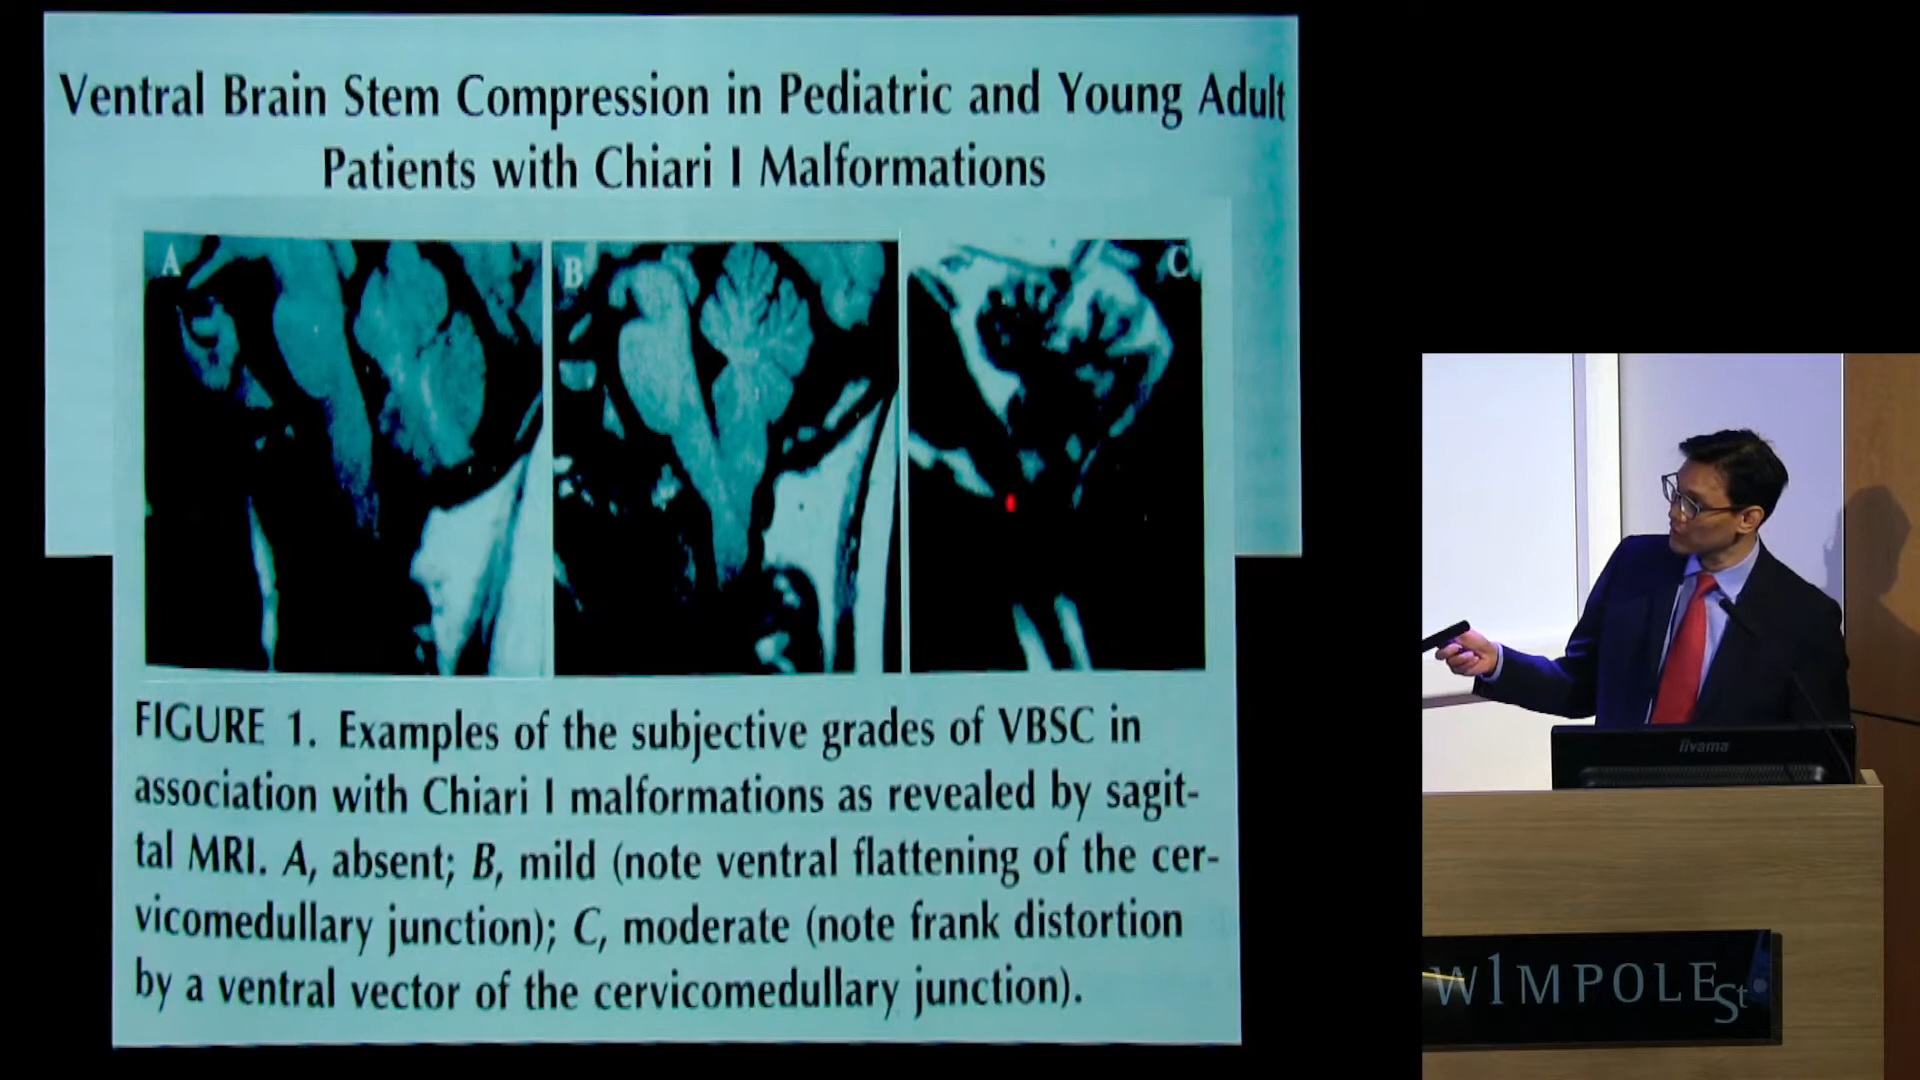 Ventral Brain Stem Compression in Pediatric and Young Adult
Patients with Chiari I Malformations
A
B
C
FIGURE 1. Examples of the subjective grades of VBSC in
association with Chiari I malformations as revealed by sagit-
tal MRI. A, absent; B, mild (note ventral flattening of the cer-
vicomedullary junction); C, moderate (note frank distortion
by a ventral vector of the cervicomedullary junction).
iiyama
W1MPOLE St